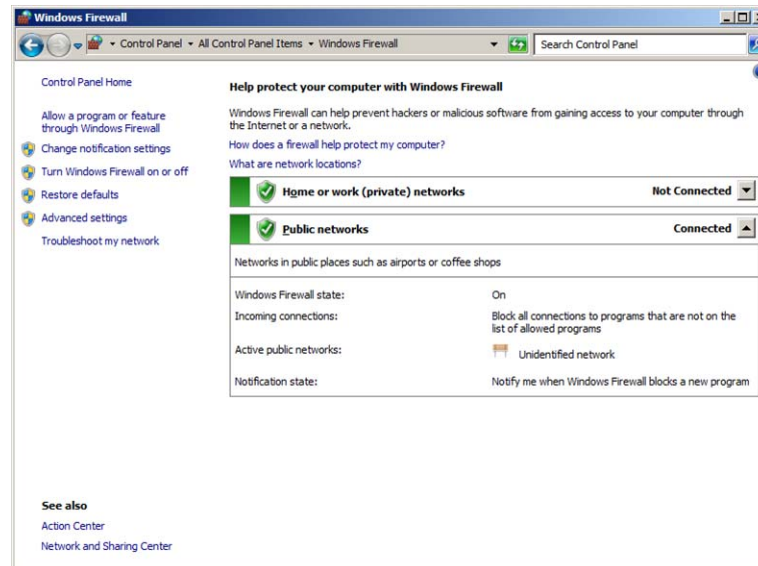 Windows Firewall
Control Panel
All Control Panel Items
Windows Firewall
Search Control Panel
Control Panel Home
Allow a program or feature
through Windows Firewall
Change notification settings
Turn Windows Firewall on or off
Restore defaults
Advanced settings
Troubleshoot my network
See also
Action Center
Network and Sharing Center
Help protect your computer with Windows Firewall
Windows Firewall can help prevent hackers or malicious software from gaining access to your computer through
the Internet or a network.
How does a firewall help protect my computer?
What are network locations?
Home or work (private) networks Not Connected
Public networks Connected
Networks in public places such as airports or coffee shops
Windows Firewall state: On
Incoming connections: Block all connections to programs that are not on the
list of allowed programs
Active public networks: Unidentified network
Notification state: Notify me when Windows Firewall blocks a new program